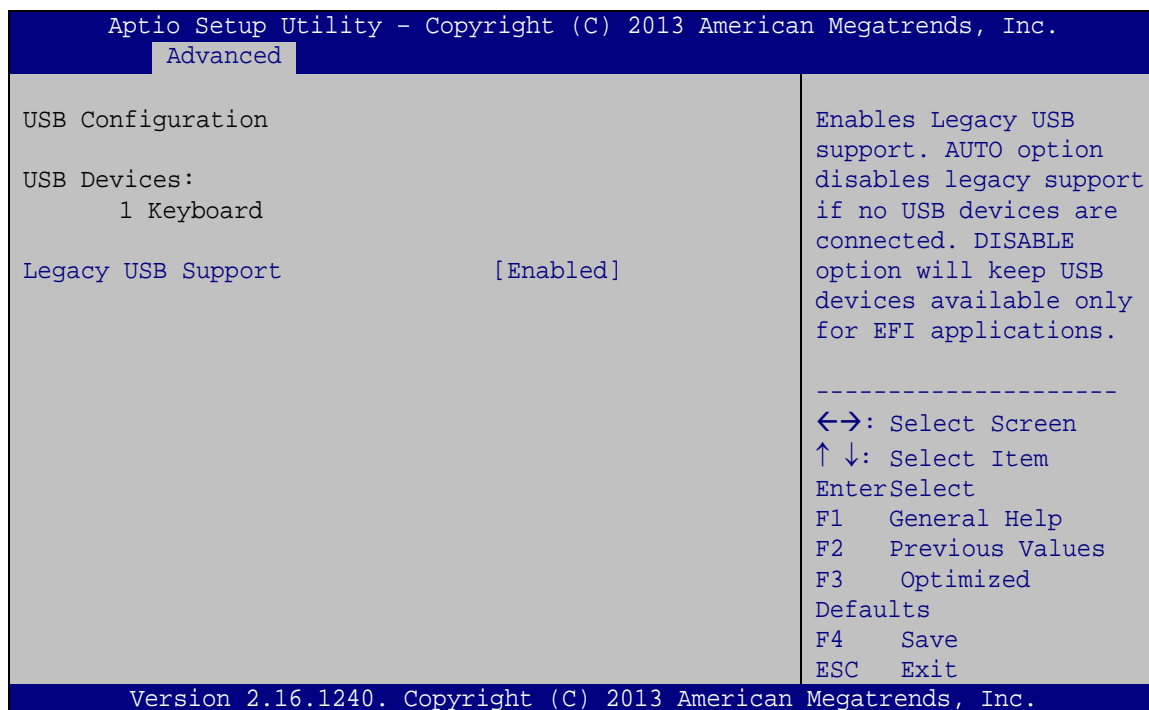 Aptio Setup Utility – Copyright (C) 2013 American Megatrends, Inc.
Advanced
USB Configuration
USB Devices:
1 Keyboard
Legacy USB Support [Enabled]
Enables Legacy USB
support. AUTO option
disables legacy support
if no USB devices are
connected. DISABLE
option will keep USB
devices available only
for EFI applications.
---------------------
←→: Select Screen
↑ ↓: Select Item
EnterSelect
F1 General Help
F2 Previous Values
F3 Optimized
Defaults
F4 Save
ESC Exit
Version 2.16.1240. Copyright (C) 2013 American Megatrends, Inc.